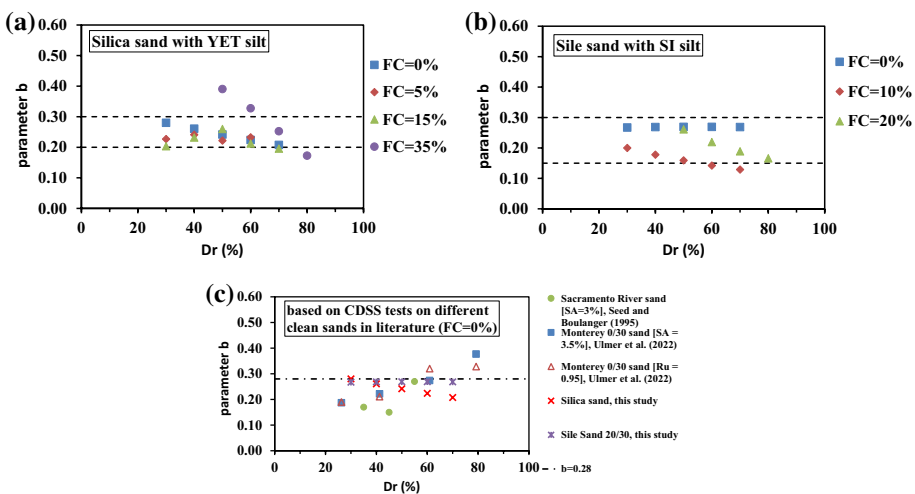 (a)
Silica sand with YET silt
parameter b
0.60
0.50
0.40
0.30
0.20
0.10
0.00
0 20 40 60 80 100
Dr (%)
FC=0%
FC=5%
FC=15%
FC=35%
(b)
Sile sand with SI silt
parameter b
0.60
0.50
0.40
0.30
0.20
0.10
0.00
0 20 40 60 80 100
Dr (%)
FC=0%
FC=10%
FC=20%
(c)
based on CDSS tests on different
clean sands in literature (FC=0%)
parameter b
0.60
0.50
0.40
0.30
0.20
0.10
0.00
0 20 40 60 80 100
Dr (%)
Sacramento River sand
[SA=3%], Seed and
Boulanger (1995)
Monterey 0/30 sand [SA =
3.5%], Ulmer et al. (2022)
Monterey 0/30 sand [Ru =
0.95], Ulmer et al. (2022)
Silica sand, this study
Sile Sand 20/30, this study
b=0.28